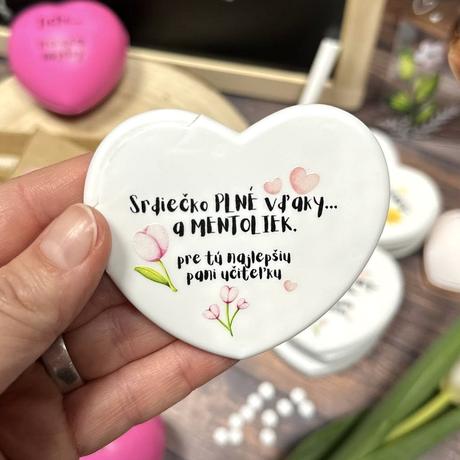 Srdiečko PLNÉ vďaky...
a MENTOLIEK.
pre tú najlepšiu
pani učiteľku